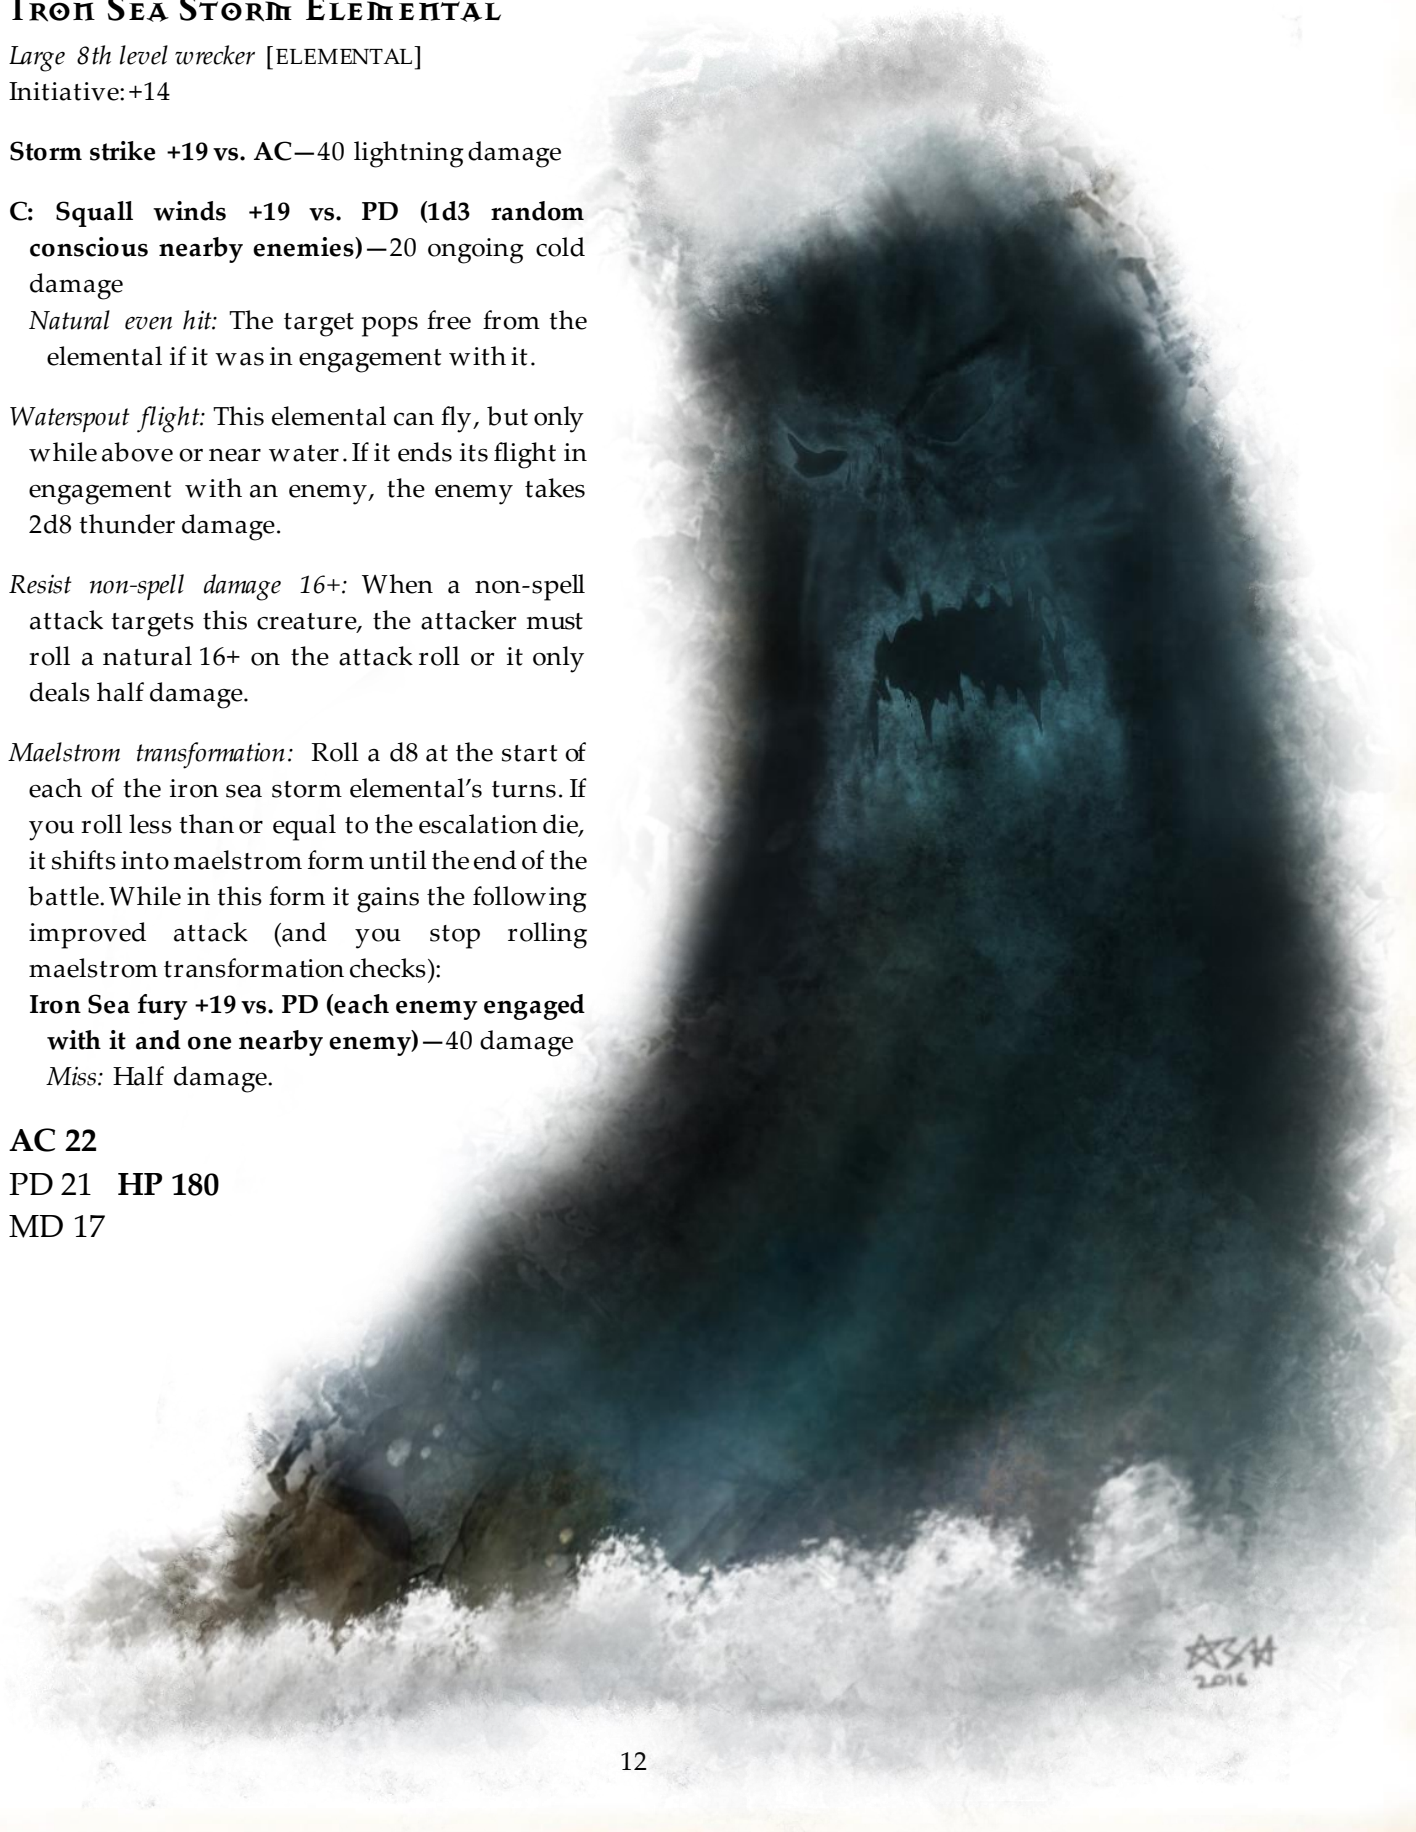 Iron Sea Storm Elemental
Large 8th level wrecker [ELEMENTAL]
Initiative: +14
Storm strike +19 vs. AC—40 lightning damage
C: Squall winds +19 vs. PD (1d3 random
conscious nearby enemies)—20 ongoing cold
damage
Natural even hit: The target pops free from the
elemental if it was in engagement with it.
Waterspout flight: This elemental can fly, but only
while above or near water. If it ends its flight in
engagement with an enemy, the enemy takes
2d8 thunder damage.
Resist non-spell damage 16+: When a non-spell
attack targets this creature, the attacker must
roll a natural 16+ on the attack roll or it only
deals half damage.
Maelstrom transformation: Roll a d8 at the start of
each of the iron sea storm elemental’s turns. If
you roll less than or equal to the escalation die,
it shifts into maelstrom form until the end of the
battle. While in this form it gains the following
improved attack (and you stop rolling
maelstrom transformation checks):
Iron Sea fury +19 vs. PD (each enemy engaged
with it and one nearby enemy)—40 damage
Miss: Half damage.
AC 22
PD 21 HP 180
MD 17
ASH
2016
12